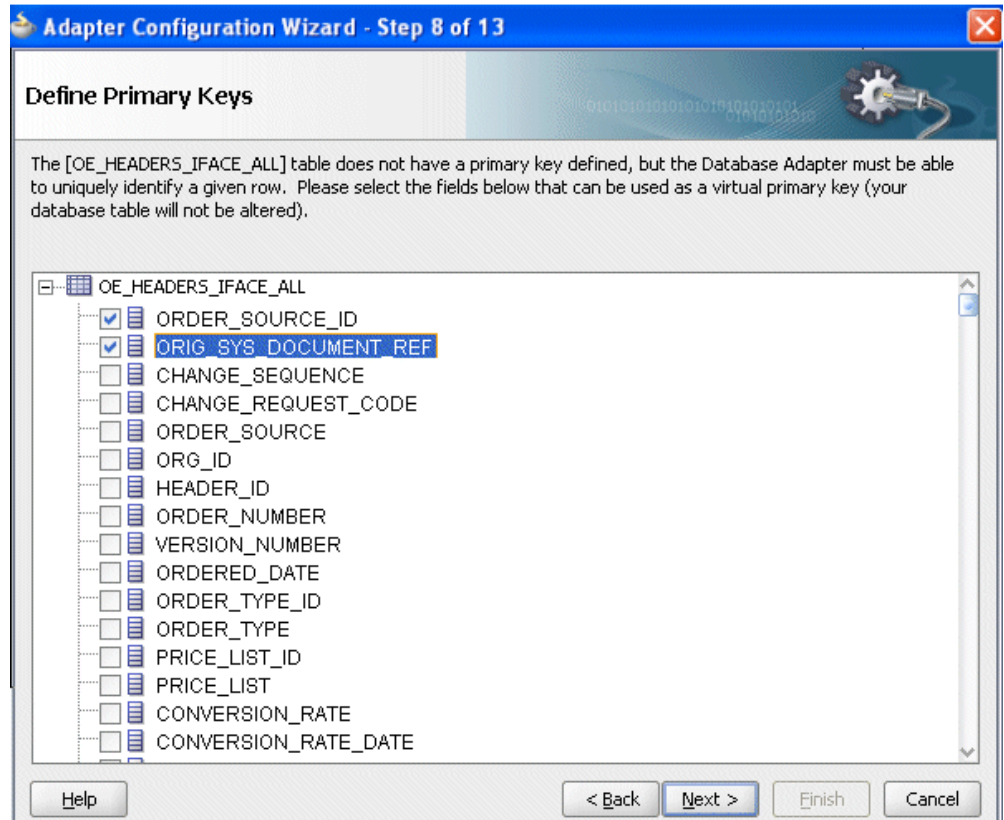 Adapter Configuration Wizard - Step 8 of 13
Define Primary Keys
The [OE_HEADERS_IFACE_ALL] table does not have a primary key defined, but the Database Adapter must be able
to uniquely identify a given row. Please select the fields below that can be used as a virtual primary key (your
database table will not be altered).
OE_HEADERS_IFACE_ALL
ORDER_SOURCE_ID
ORIG_SYS_DOCUMENT_REF
CHANGE_SEQUENCE
CHANGE_REQUEST_CODE
ORDER_SOURCE
ORG_ID
HEADER_ID
ORDER_NUMBER
VERSION_NUMBER
ORDERED_DATE
ORDER_TYPE_ID
ORDER_TYPE
PRICE_LIST_ID
PRICE_LIST
CONVERSION_RATE
CONVERSION_RATE_DATE
Help < Back Next > Finish Cancel